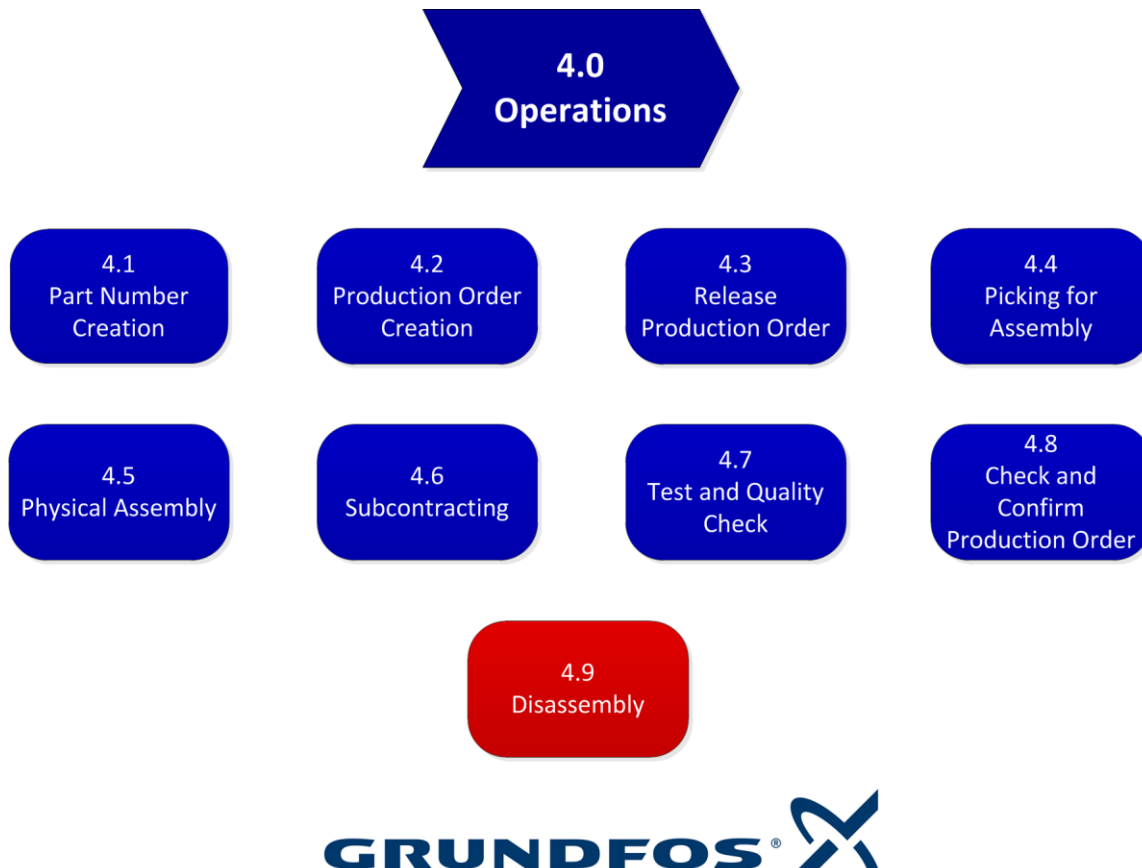 4.0
Operations
4.1
Part Number
Creation
4.2
Production Order
Creation
4.3
Release
Production Order
4.4
Picking for
Assembly
4.5
Physical Assembly
4.6
Subcontracting
4.7
Test and Quality
Check
4.8
Check and
Confirm
Production Order
4.9
Disassembly
GRUNDFOS®